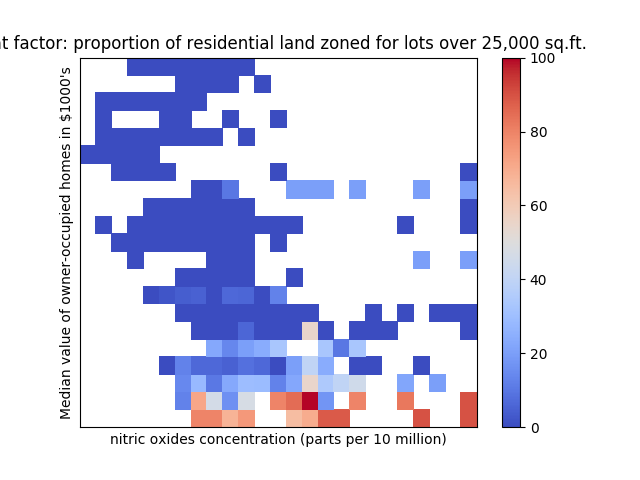 t factor: proportion of residential land zoned for lots over 25,000 sq.ft.
Median value of owner-occupied homes in $1000's
nitric oxides concentration (parts per 10 million)
100
80
60
40
20
0